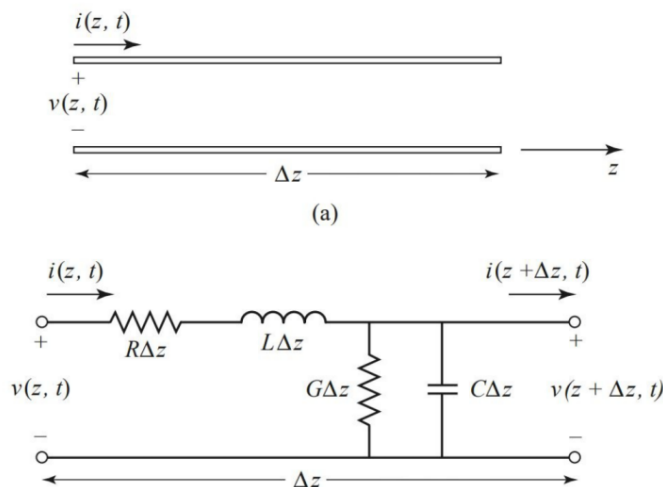 i(z, t)
+
v(z, t)
−
Δz
z
(a)
i(z, t)
i(z +Δz, t)
+
RΔz
LΔz
+
v(z, t)
GΔz
CΔz
v(z + Δz, t)
−
−
Δz